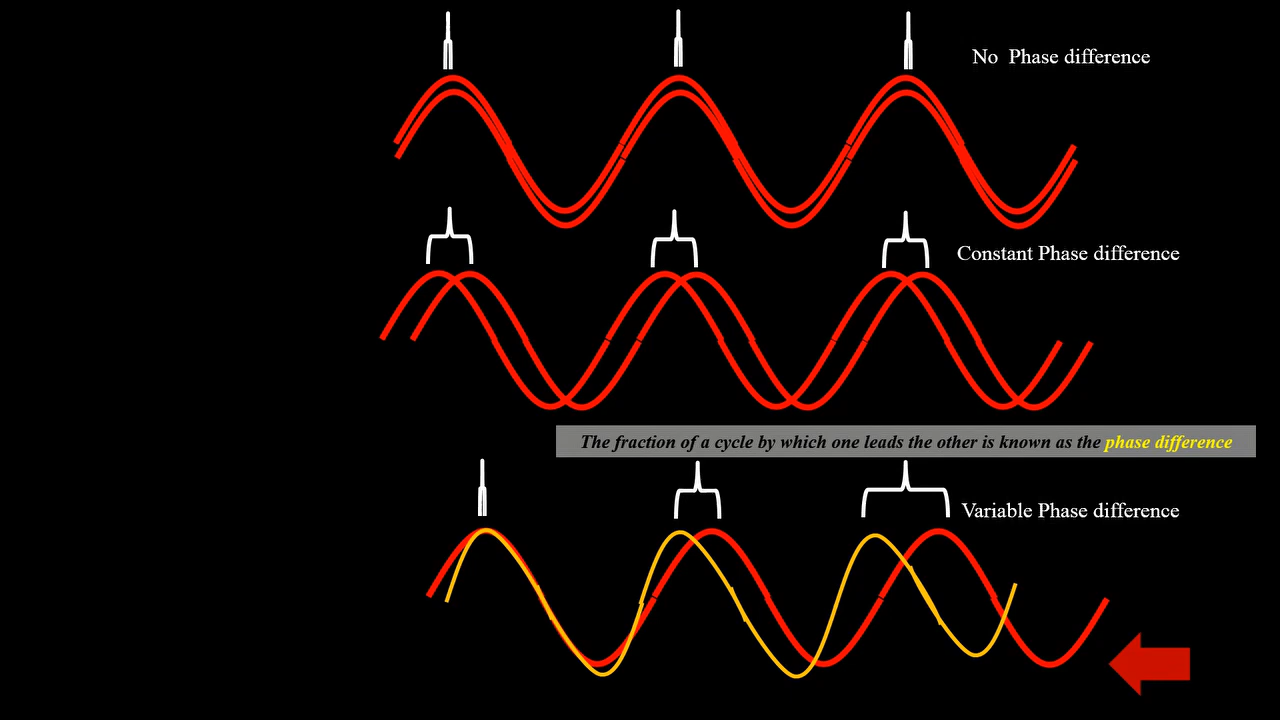 No  Phase difference
Constant Phase difference
The fraction of a cycle by which one leads the other is known as the phase difference
Variable Phase difference